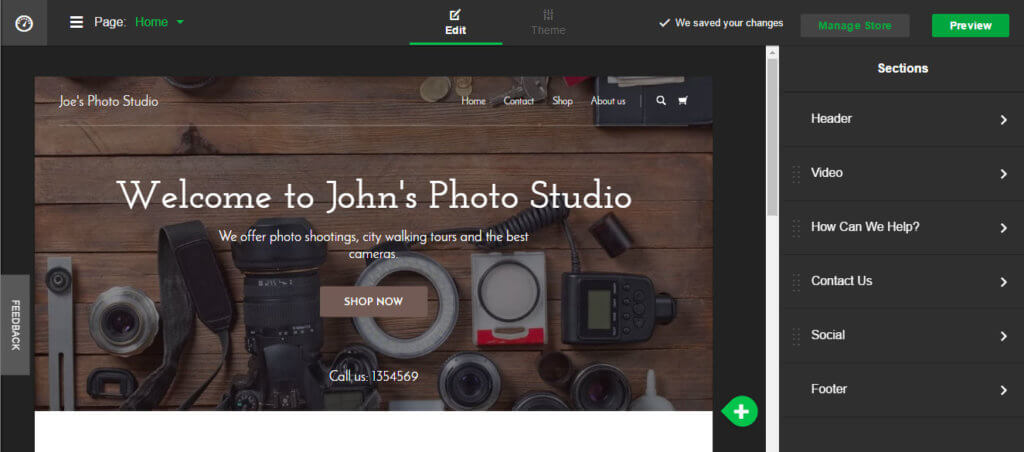 Page: Home
Edit
Theme
We saved your changes
Manage Store
Preview
Joe's Photo Studio
Home Contact Shop About us
Welcome to John's Photo Studio
We offer photo shootings, city walking tours and the best
cameras.
SHOP NOW
Call us: 1354569
FEEDBACK
Sections
Header
Video
How Can We Help?
Contact Us
Social
Footer